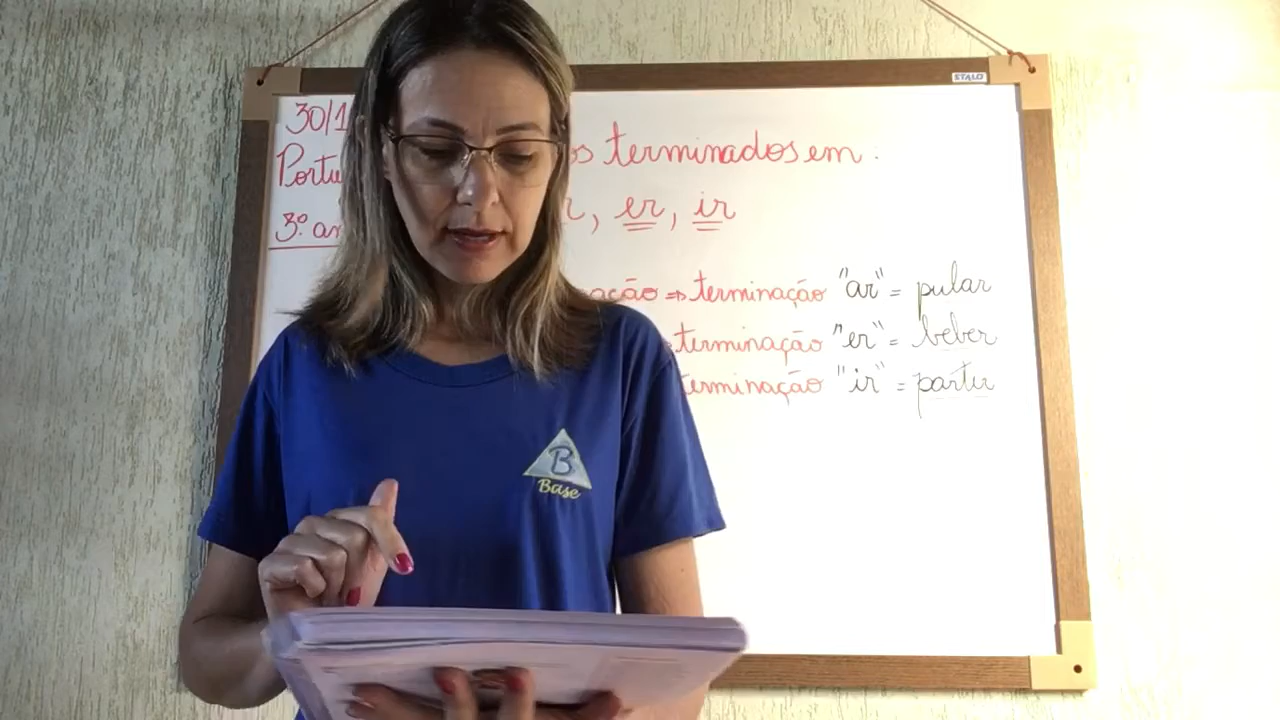 STALO
30/1
Portu os terminados em:
3º an r, er, ir
ação ⇒ terminação "ar" = pular
terminação "er" = beber
terminação "ir" = partir
B
Base